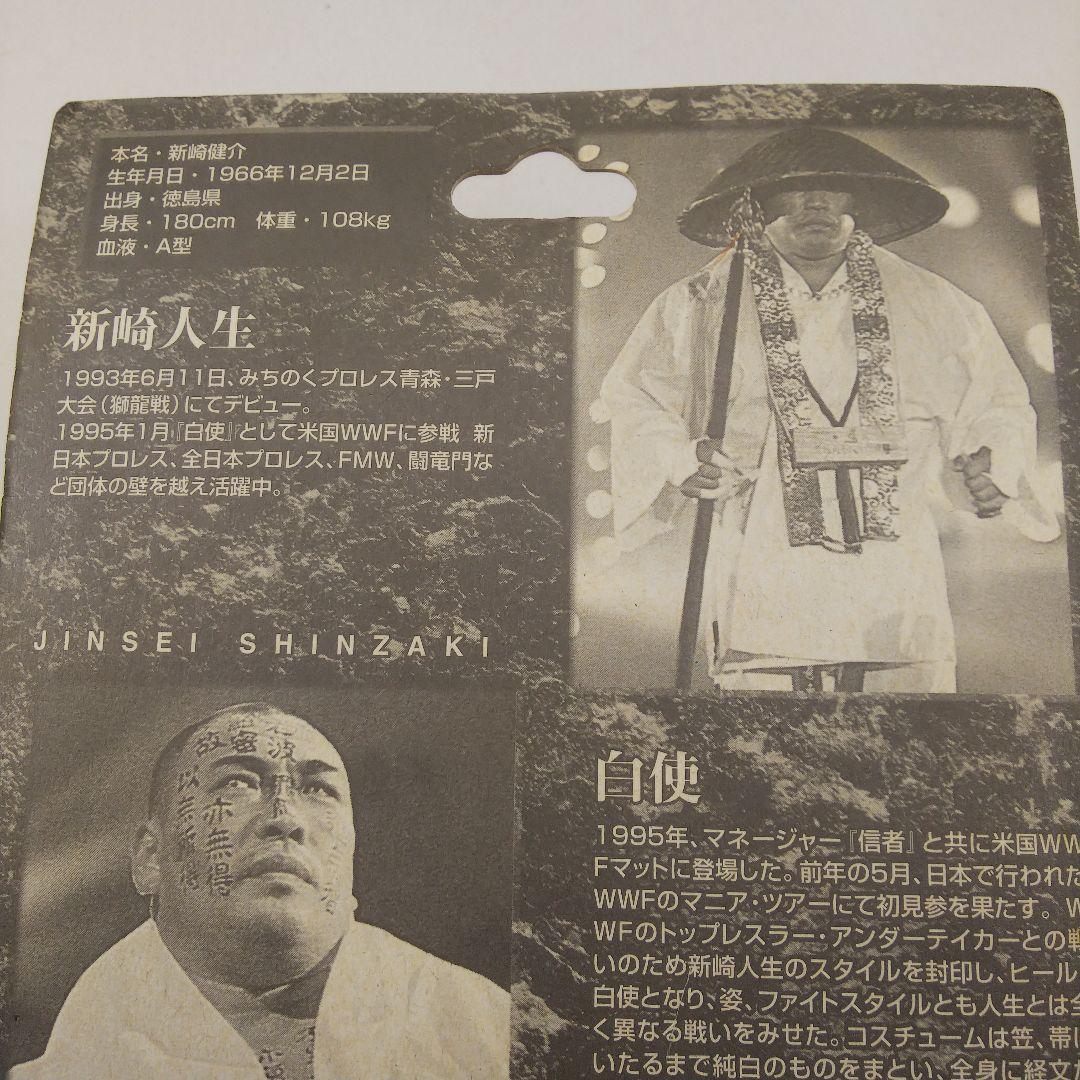 本名・新崎健介
生年月日・1966年12月2日
出身・徳島県
身長・180cm 体重・108kg
血液・A型
新崎人生
1993年6月11日、みちのくプロレス青森・三戸
大会(獅龍戦)にてデビュー。
1995年1月『白使』として米国WWFに参戦 新
日本プロレス、全日本プロレス、FMW、闘竜門な
ど団体の壁を越え活躍中。
JINSEI SHINZAKI
亦無得
白使
1995年、マネージャー『信者』と共に米国WW
Fマットに登場した。前年の5月、日本で行われた
WWFのマニア・ツアーにて初見参を果たす。W
WFのトップレスラー・アンダーテイカーとの戦
いのため新崎人生のスタイルを封印し、ヒール
白使となり、姿、ファイトスタイルとも人生とは全
く異なる戦いをみせた。コスチュームは笠、帯に
いたるまで純白のものをまとい、全身に経文